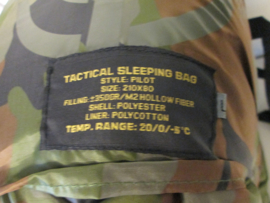 TACTICAL SLEEPING BAG
STYLE: PILOT
SIZE: 210X80
FILLING: ±350GR/M2 HOLLOW FIBER
SHELL: POLYESTER
LINER: POLYCOTTON
TEMP. RANGE: 20/0/-5°C